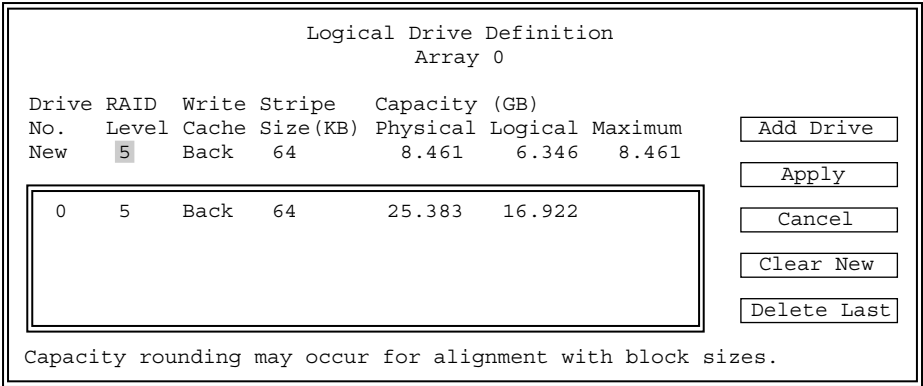 Logical Drive Definition
Array 0
Drive RAID Write Stripe Capacity (GB)
No. Level Cache Size(KB) Physical Logical Maximum
New 5 Back 64 8.461 6.346 8.461
0 5 Back 64 25.383 16.922
Add Drive
Apply
Cancel
Clear New
Delete Last
Capacity rounding may occur for alignment with block sizes.